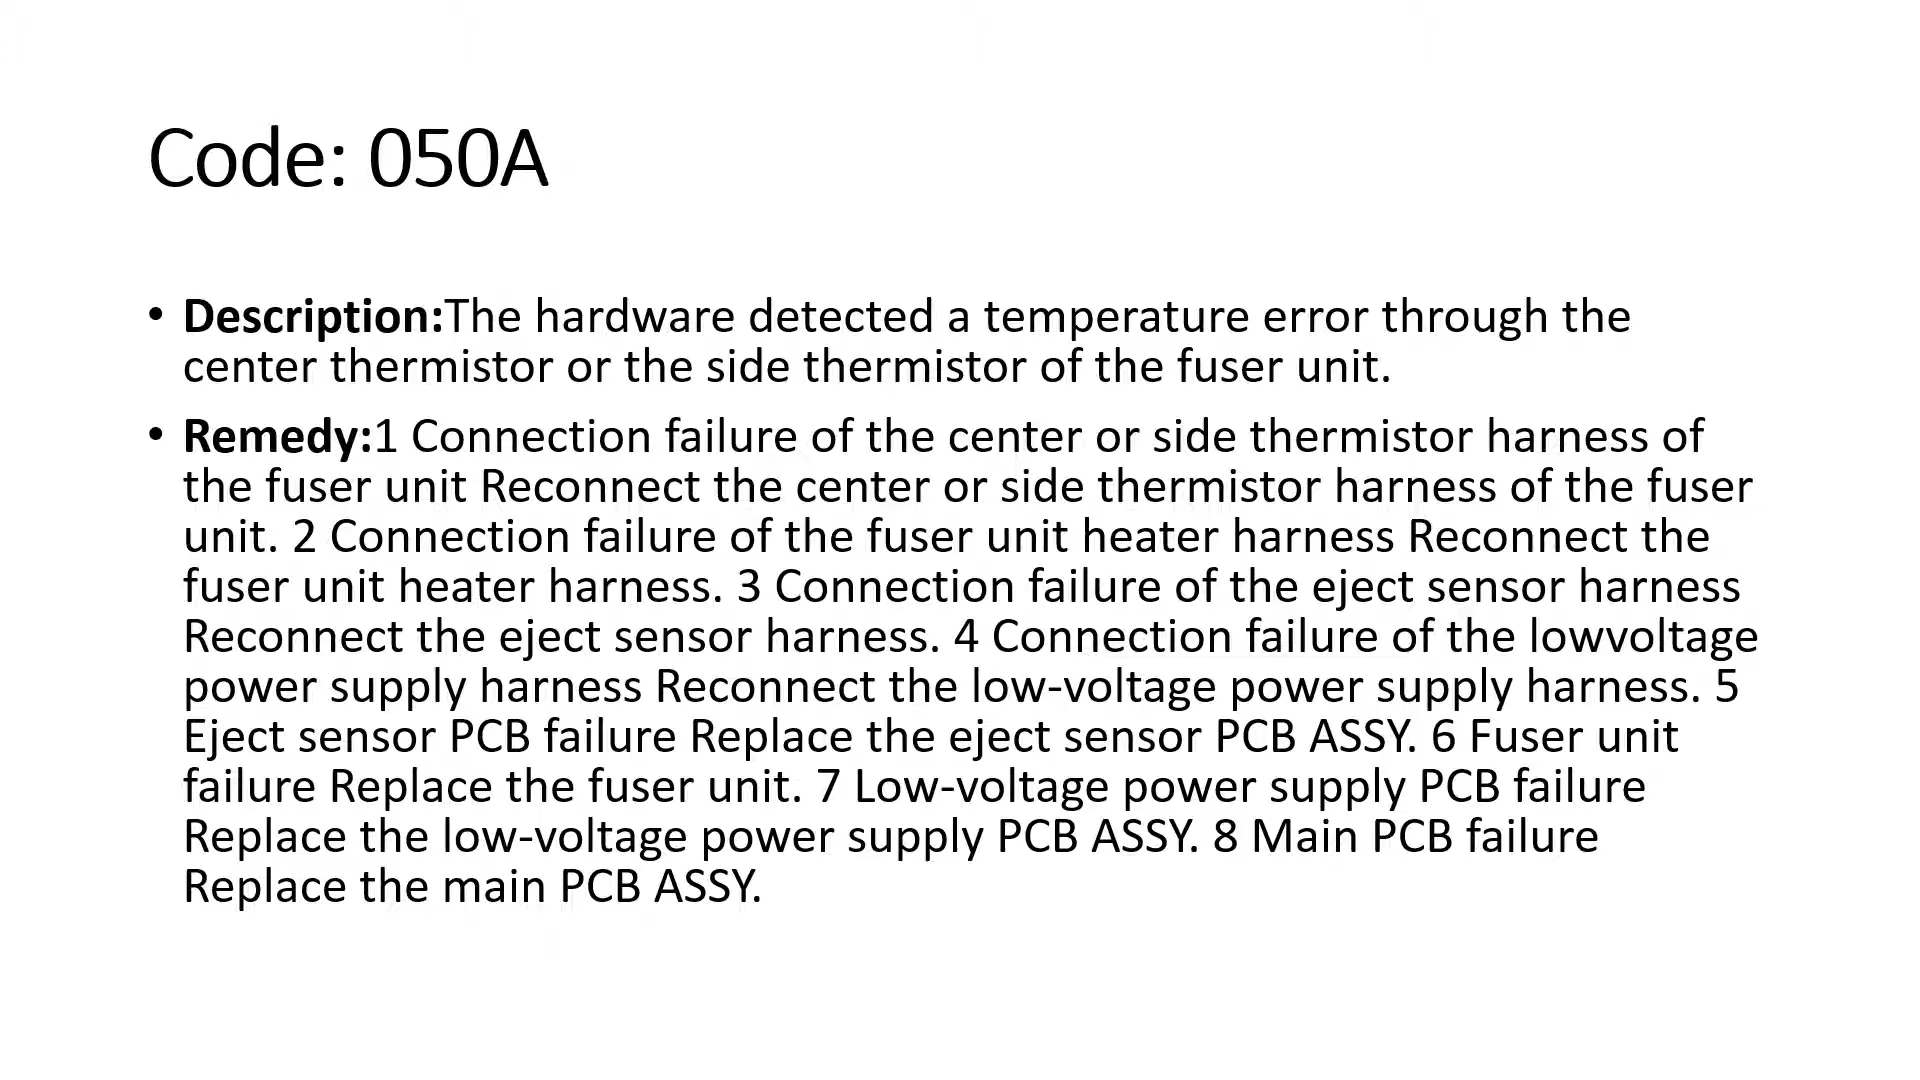 Code: 050A
• Description:The hardware detected a temperature error through the
center thermistor or the side thermistor of the fuser unit.
• Remedy:1 Connection failure of the center or side thermistor harness of
the fuser unit Reconnect the center or side thermistor harness of the fuser
unit. 2 Connection failure of the fuser unit heater harness Reconnect the
fuser unit heater harness. 3 Connection failure of the eject sensor harness
Reconnect the eject sensor harness. 4 Connection failure of the lowvoltage
power supply harness Reconnect the low-voltage power supply harness. 5
Eject sensor PCB failure Replace the eject sensor PCB ASSY. 6 Fuser unit
failure Replace the fuser unit. 7 Low-voltage power supply PCB failure
Replace the low-voltage power supply PCB ASSY. 8 Main PCB failure
Replace the main PCB ASSY.